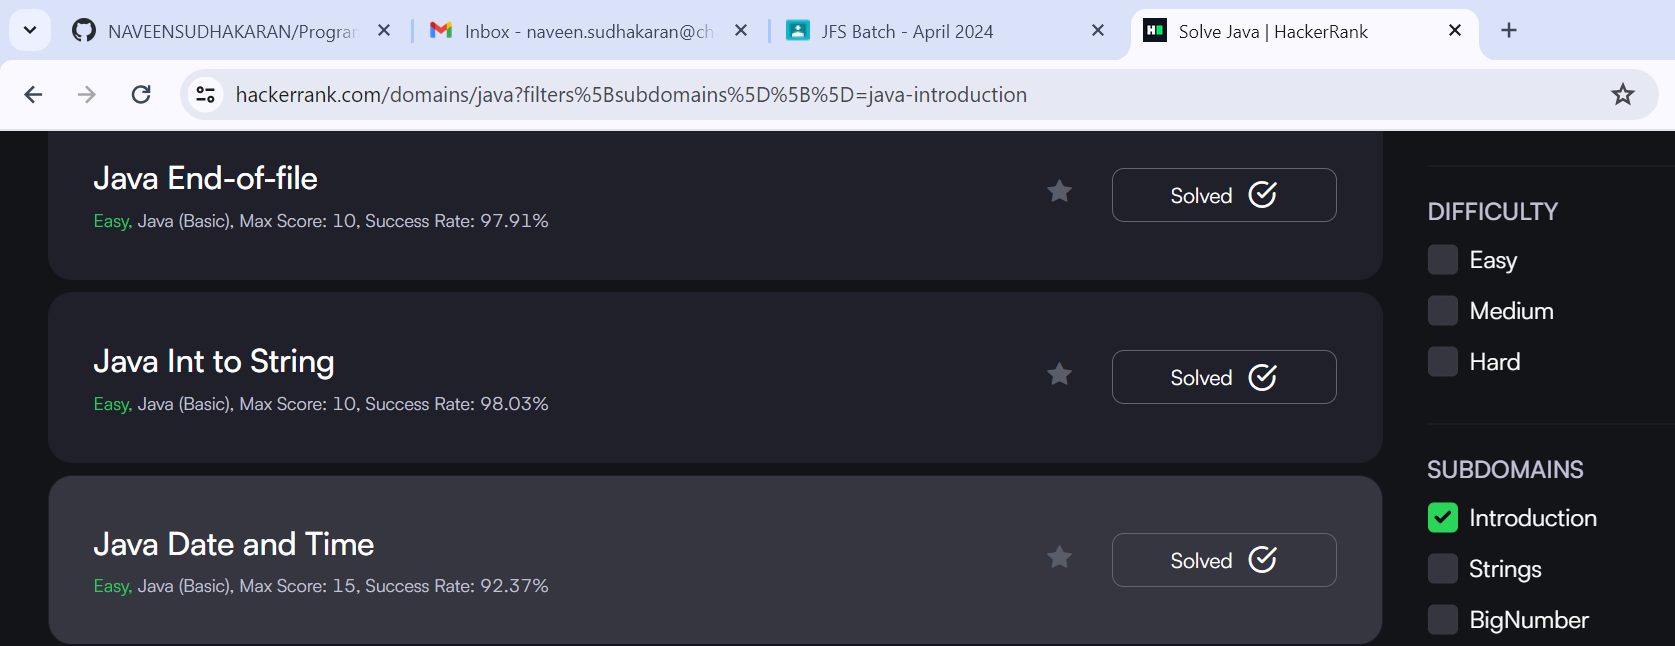 NAVEENSUDHAKARAN/Program
Inbox - naveen.sudhakaran@ch
JFS Batch - April 2024
Solve Java | HackerRank
hackerrank.com/domains/java?filters%5Bsubdomains%5D%5B%5D=java-introduction
Java End-of-file
Easy, Java (Basic), Max Score: 10, Success Rate: 97.91%
Solved
Java Int to String
Easy, Java (Basic), Max Score: 10, Success Rate: 98.03%
Solved
Java Date and Time
Easy, Java (Basic), Max Score: 15, Success Rate: 92.37%
Solved
DIFFICULTY
Easy
Medium
Hard
SUBDOMAINS
Introduction
Strings
BigNumber